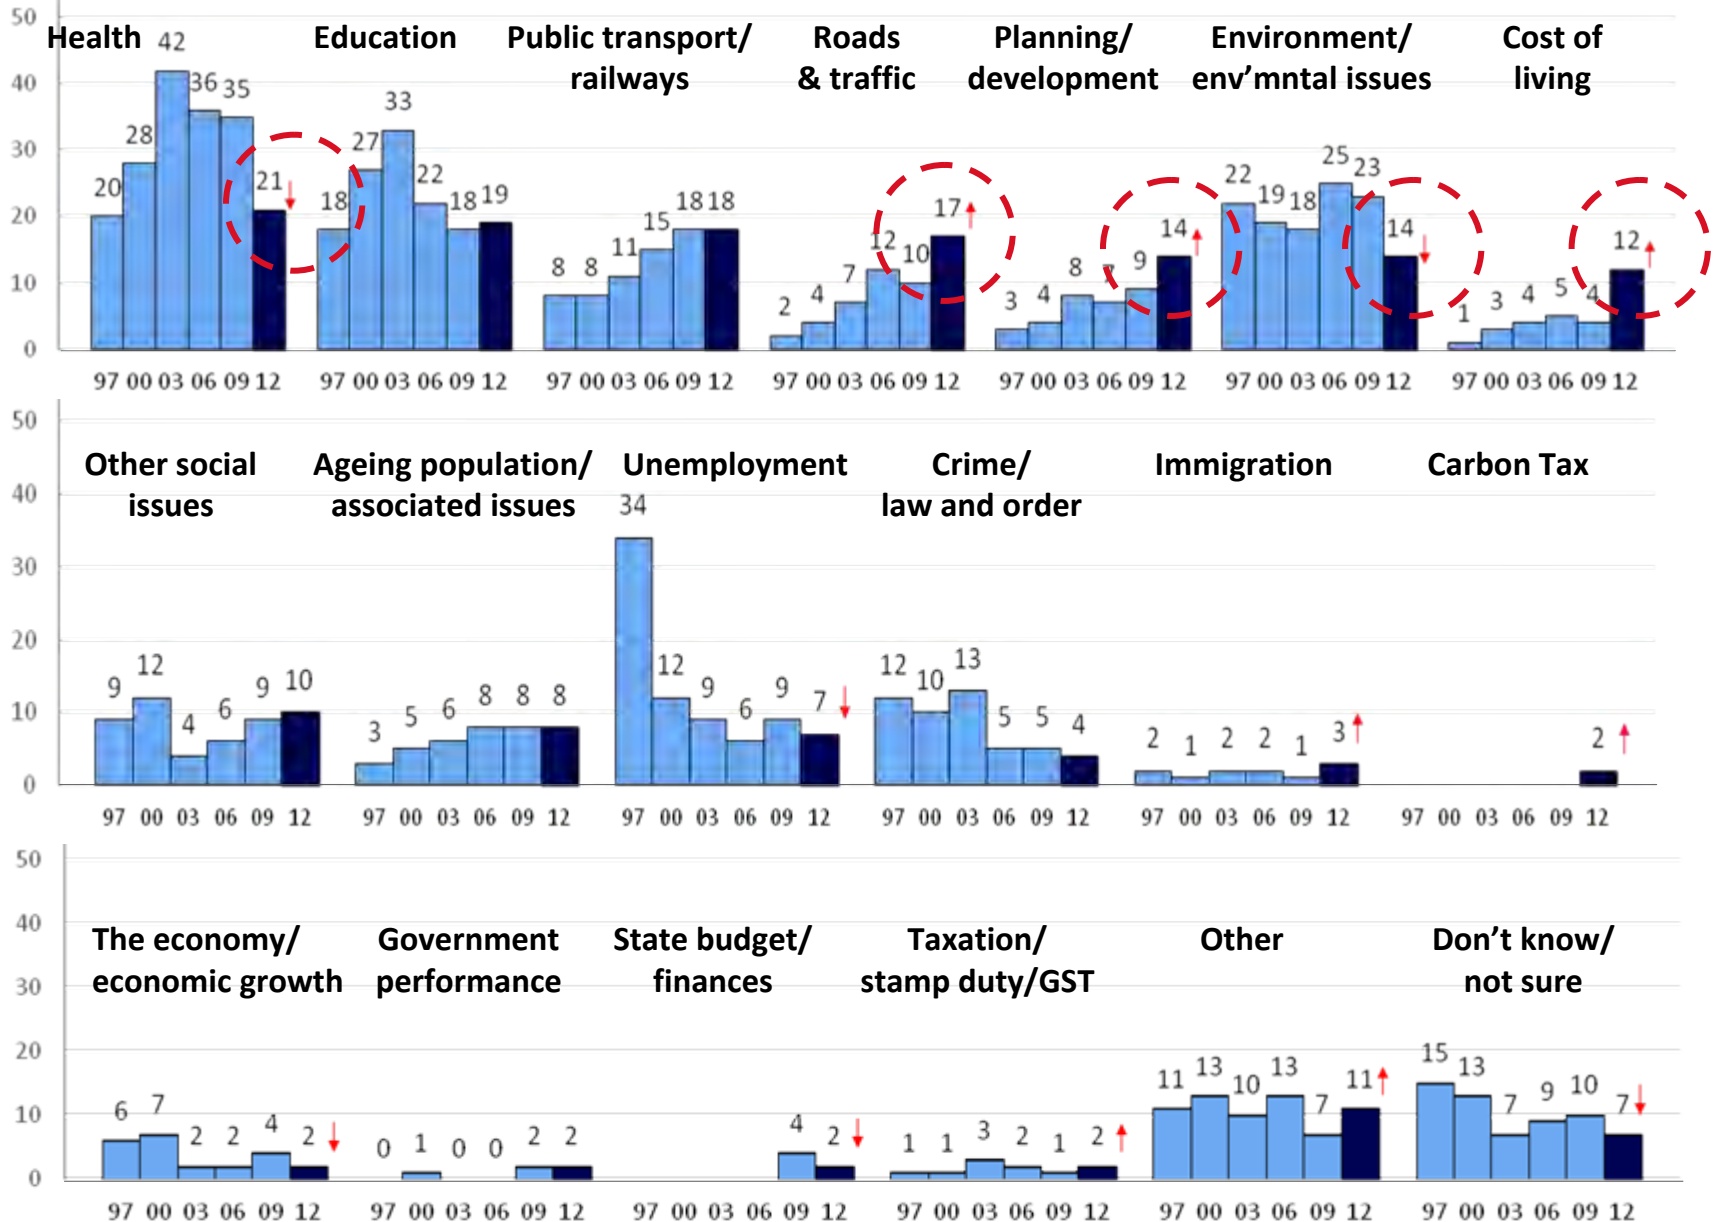 50
Health 42 Education Public transport/ Roads Planning/ Environment/ Cost of
railways & traffic development env'mntal issues living
40
36 35 33
30
28 27 25
20 21 18 22 18 19 8 8 11 15 18 18 2 4 7 12 10 17 3 4 8 7 9 14 22 19 18 23 14 1 3 4 5 4 12
20
10
0
97 00 03 06 09 12 97 00 03 06 09 12 97 00 03 06 09 12 97 00 03 06 09 12 97 00 03 06 09 12 97 00 03 06 09 12 97 00 03 06 09 12
50
Other social Ageing population/ Unemployment Crime/ Immigration Carbon Tax
issues associated issues law and order
40
34
30
20
9 12 4 6 9 10 3 5 6 8 8 8 12 9 6 9 7 12 10 13 5 5 4 2 1 2 2 1 3 2
10
0
97 00 03 06 09 12 97 00 03 06 09 12 97 00 03 06 09 12 97 00 03 06 09 12 97 00 03 06 09 12 97 00 03 06 09 12
50
40
The economy/ Government State budget/ Taxation/ Other Don't know/
economic growth performance finances stamp duty/GST not sure
30
20
6 7 2 2 4 2 0 1 0 0 2 2 4 2 1 1 3 2 1 2 11 13 10 13 7 11 15 13 7 9 10 7
10
0
97 00 03 06 09 12 97 00 03 06 09 12 97 00 03 06 09 12 97 00 03 06 09 12 97 00 03 06 09 12 97 00 03 06 09 12